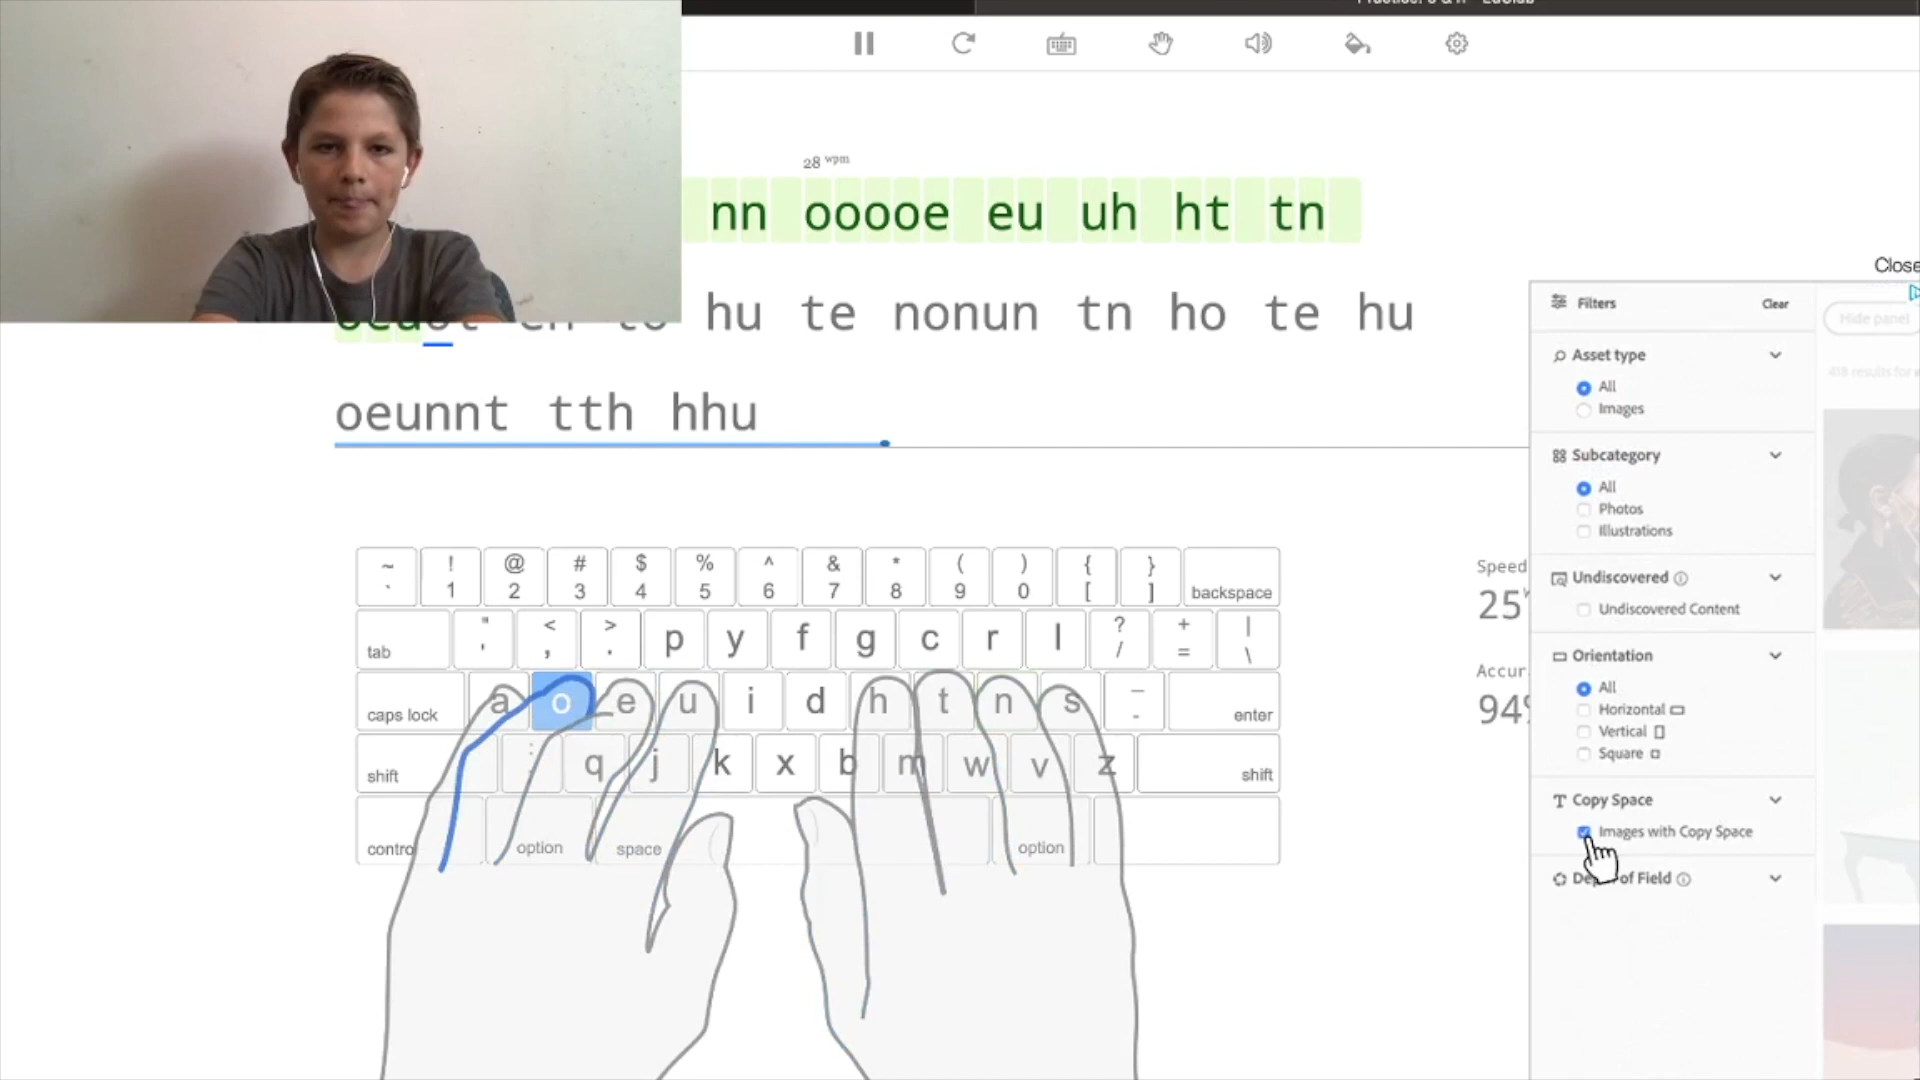 28 wpm
nn ooooe eu uh ht tn
hu te nonun tn ho te hu
oeunnt tth hhu
Close
Filters Clear
Hide panel
Asset type
All
Images
418 results for
Subcategory
All
Photos
Illustrations
Undiscovered
Undiscovered Content
Orientation
All
Horizontal
Vertical
Square
Copy Space
Images with Copy Space
of Field
Speed
25
94%
~ ! @ # $ % ^ & * ( ) { }
` 1 2 3 4 5 6 7 8 9 0 [ ] backspace
tab " ' < , > . p y f g c r l ? / + = | \
caps lock a o e u i d h t n s _ - enter
shift : q j k x b m w v z shift
option space option